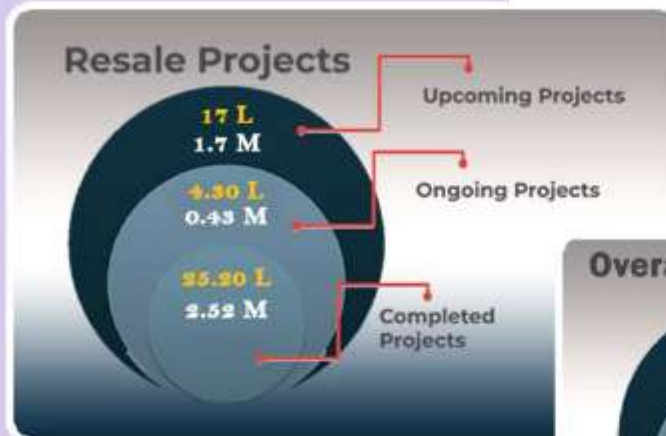 Resale Projects
Upcoming Projects
17 L
1.7 M
Ongoing Projects
4.30 L
0.43 M
25.20 L
2.52 M
Completed
Projects